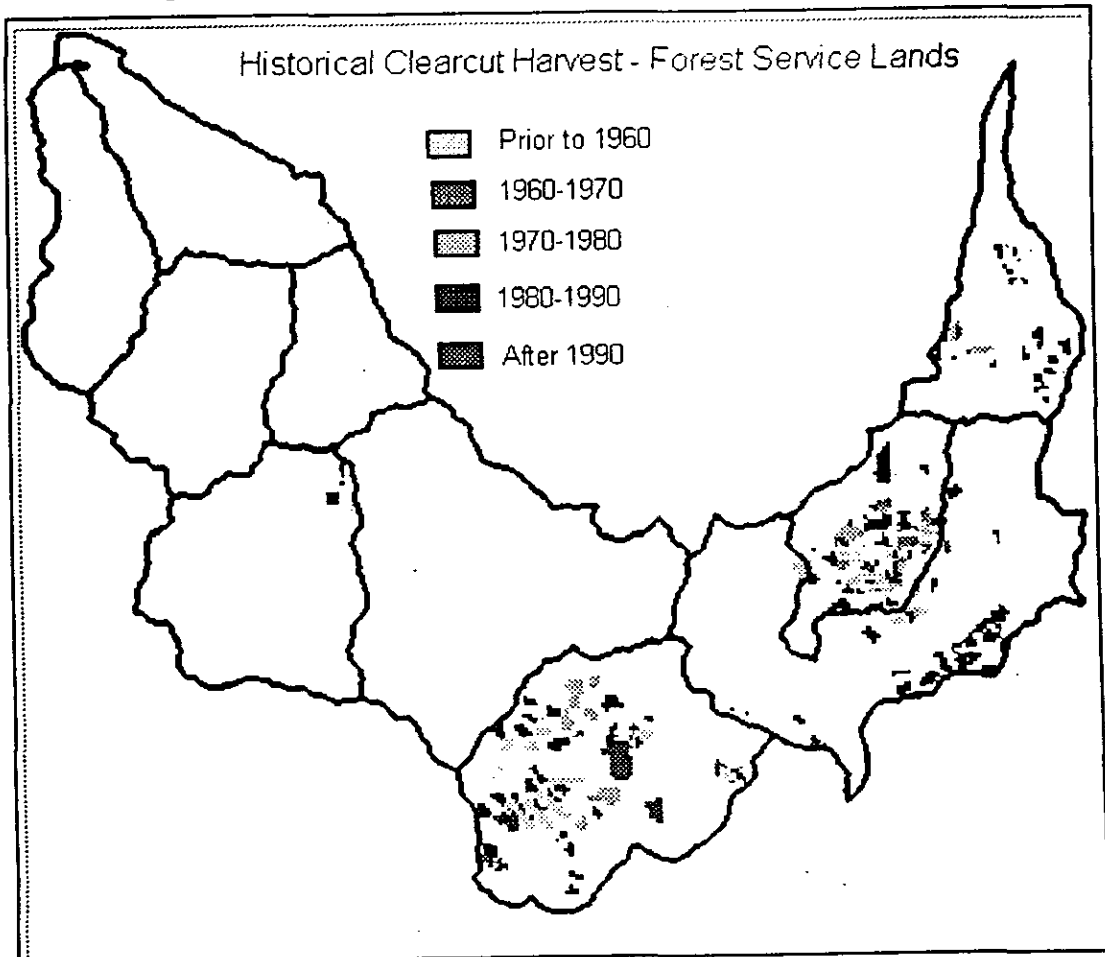 Historical Clearcut Harvest - Forest Service Lands
Prior to 1960
1960-1970
1970-1980
1980-1990
After 1990